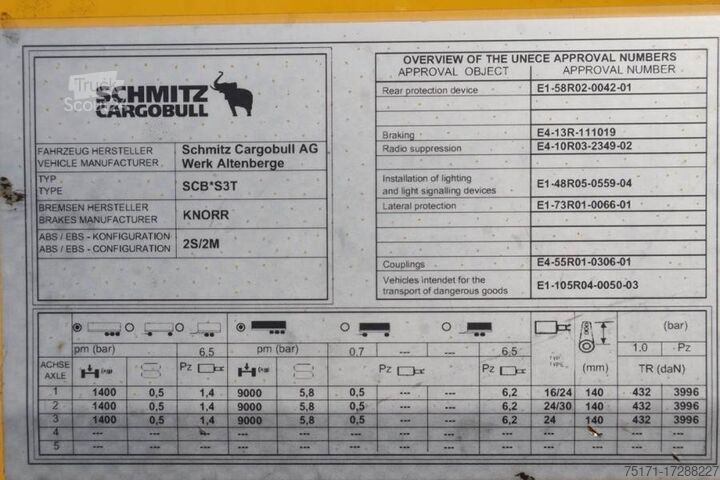 Truck
Scout24
SCHMITZ
CARGOBULL
FAHRZEUG HERSTELLER
VEHICLE MANUFACTURER
Schmitz Cargobull AG
Werk Altenberge
TYP
TYPE
SCB*S3T
BREMSEN HERSTELLER
BRAKES MANUFACTURER
KNORR
ABS / EBS - KONFIGURATION
ABS / EBS - CONFIGURATION
2S/2M
OVERVIEW OF THE UNECE APPROVAL NUMBERS
APPROVAL OBJECT APPROVAL NUMBER
Rear protection device E1-58R02-0042-01
Braking E4-13R-111019
Radio suppression E4-10R03-2349-02
Installation of lighting
and light signalling devices E1-48R05-0559-04
Lateral protection E1-73R01-0066-01
Couplings E4-55R01-0306-01
Vehicles intendet for the
transport of dangerous goods E1-105R04-0050-03
(bar)
pm (bar) 6.5 pm (bar) 0.7 --- --- 6.5 1.0 Pz
ACHSE
AXLE
(kg) Pz (kg) Pz Pz (mm) TR (daN)
1 1400 0,5 1,4 9000 5,8 0,5 --- --- 6,2 16/24 140 432 3996
2 1400 0,5 1,4 9000 5,8 0,5 --- --- 6,2 24/30 140 432 3996
3 1400 0,5 1,4 9000 5,8 0,5 --- --- 6,2 24 140 432 3996
4 --- --- --- --- --- --- --- --- --- --- --- --- ---
5 --- --- --- --- --- --- --- --- --- --- --- --- ---
75171-17288227